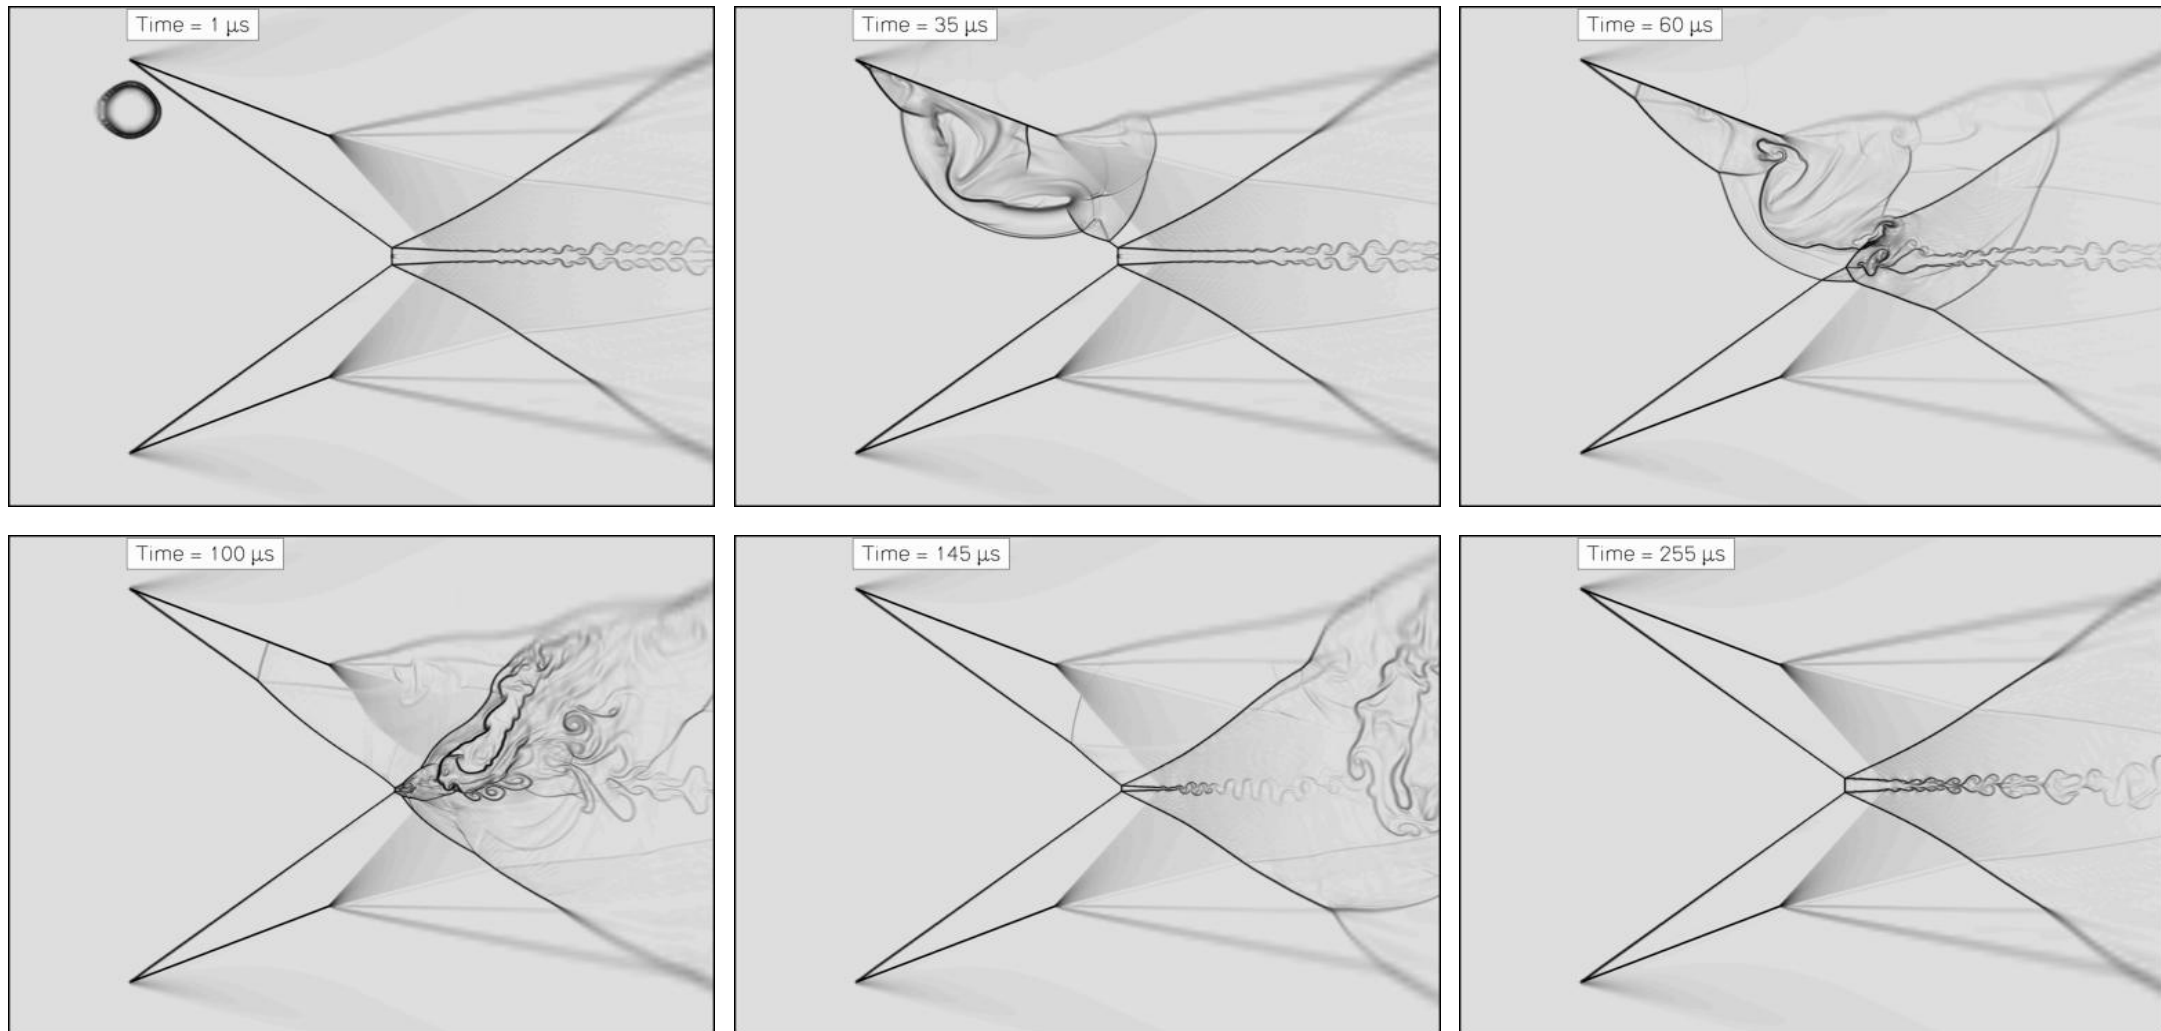 Time = 1 μs
Time = 35 μs
Time = 60 μs
Time = 100 μs
Time = 145 μs
Time = 255 μs